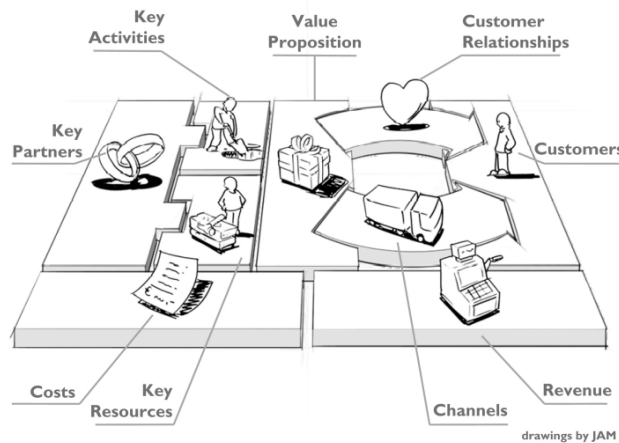 Key
Activities
Value
Proposition
Customer
Relationships
Key
Partners
Customers
Costs
Key
Resources
Channels
Revenue
drawings by JAM